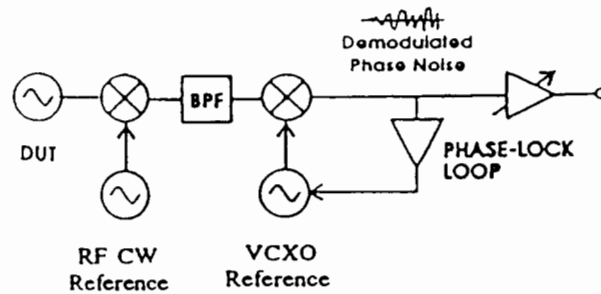 Demodulated
Phase Noise
BPF
DUT
PHASE-LOCK
LOOP
RF CW
Reference
VCXO
Reference